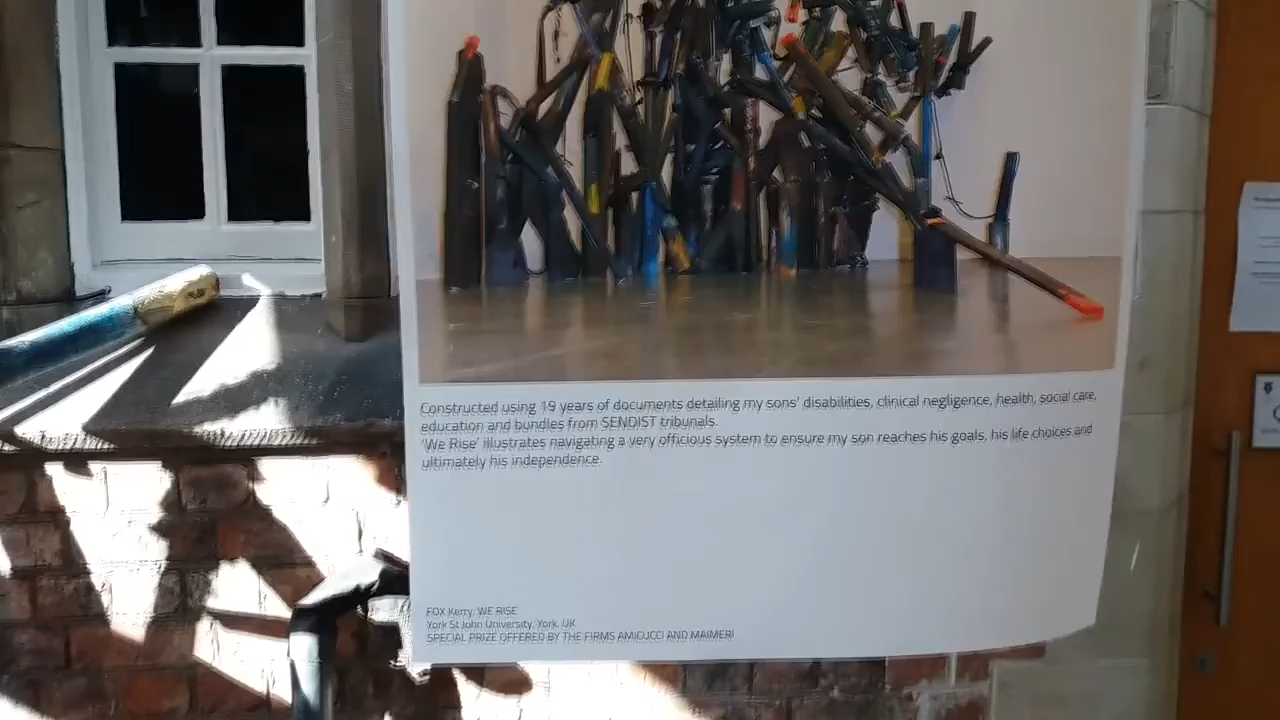 Constructed using 19 years of documents detailing my sons' disabilities, clinical negligence, health, social care,
education and bundles from SENDIST tribunals.
'We Rise' illustrates navigating a very officious system to ensure my son reaches his goals, his life choices and
ultimately his independence.
FOX Kerry, WE RISE
York St John University, York, UK
SPECIAL PRIZE OFFERED BY THE FIRMS AMICUCCI AND MAIMERI